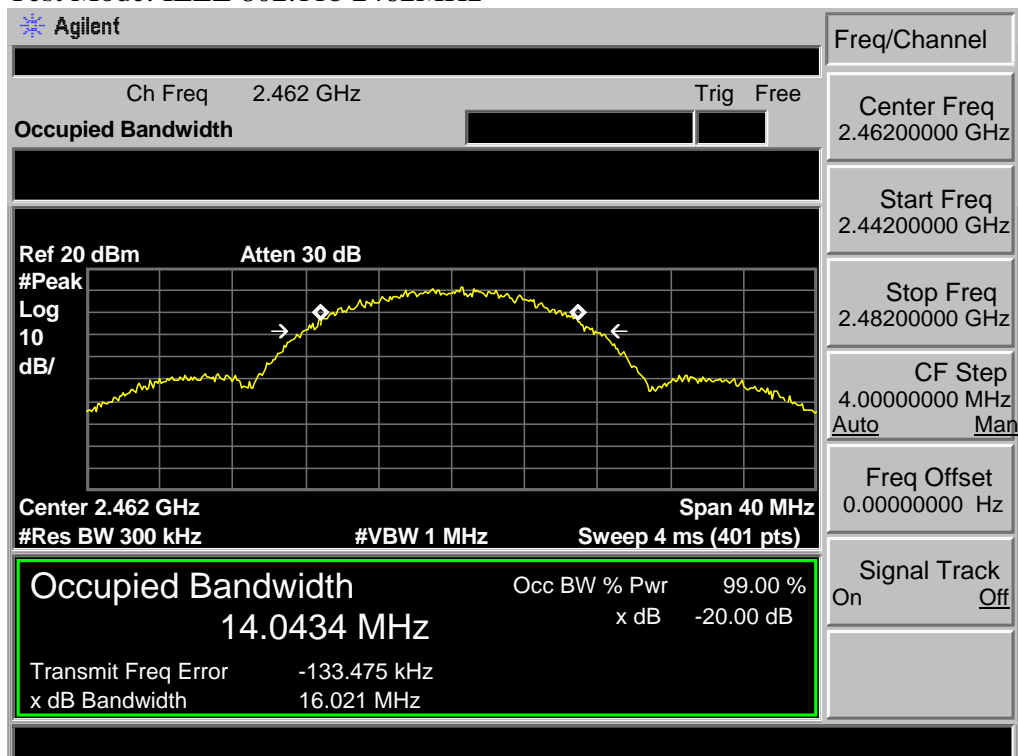 Agilent
Freq/Channel
Ch Freq 2.462 GHz Trig Free
Occupied Bandwidth
Center Freq
2.46200000 GHz
Start Freq
2.44200000 GHz
Stop Freq
2.48200000 GHz
CF Step
4.00000000 MHz
Auto Man
Freq Offset
0.00000000 Hz
Signal Track
On Off
Ref 20 dBm Atten 30 dB
#Peak
Log
10
dB/
Center 2.462 GHz Span 40 MHz
#Res BW 300 kHz #VBW 1 MHz Sweep 4 ms (401 pts)
Occupied Bandwidth Occ BW % Pwr 99.00 %
14.0434 MHz x dB -20.00 dB
Transmit Freq Error -133.475 kHz
x dB Bandwidth 16.021 MHz